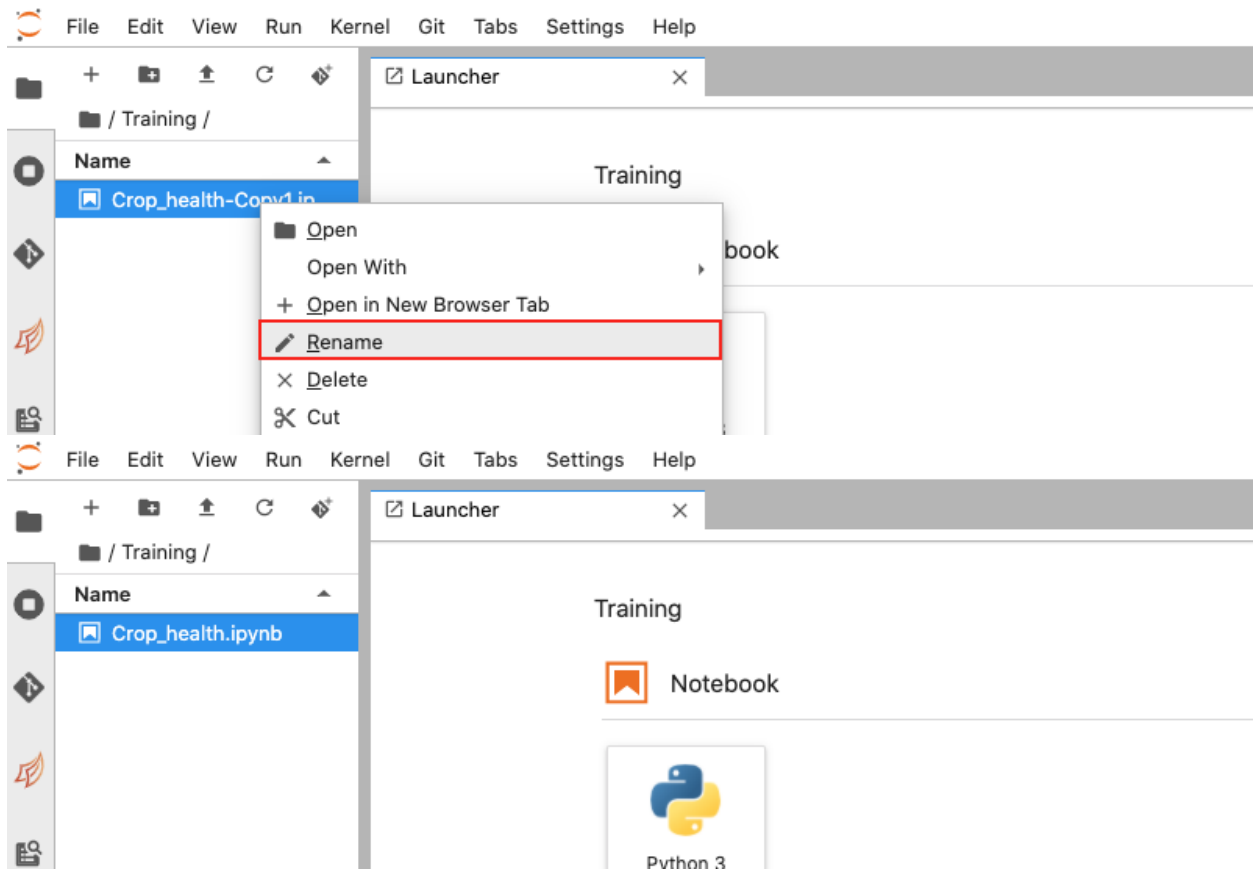 File Edit View Run Kernel Git Tabs Settings Help
Launcher
/ Training /
Name
Training
Crop_health-Copy1.ip
Open
book
Open With
Open in New Browser Tab
Rename
Delete
Cut
File Edit View Run Kernel Git Tabs Settings Help
Launcher
/ Training /
Name
Training
Crop_health.ipynb
Notebook
Python 3